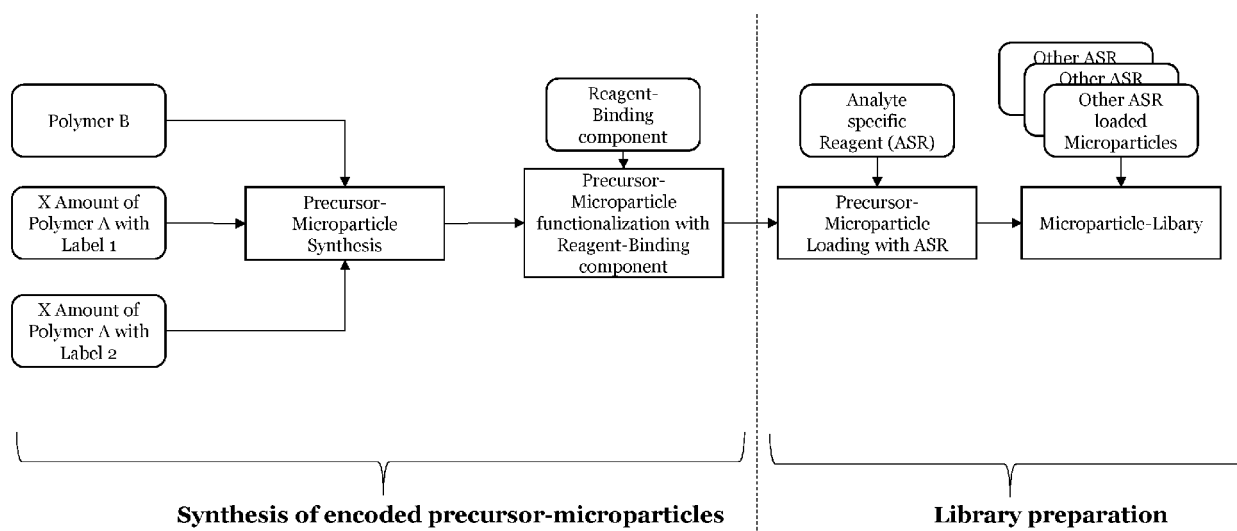 Polymer B
X Amount of
Polymer A with
Label 1
X Amount of
Polymer A with
Label 2
Precursor-
Microparticle
Synthesis
Reagent-
Binding
component
Precursor-
Microparticle
functionalization with
Reagent-Binding
component
Analyte
specific
Reagent (ASR)
Precursor-
Microparticle
Loading with ASR
Other ASR
Other ASR
Other ASR
loaded
Microparticles
Microparticle-Libary
Synthesis of encoded precursor-microparticles
Library preparation